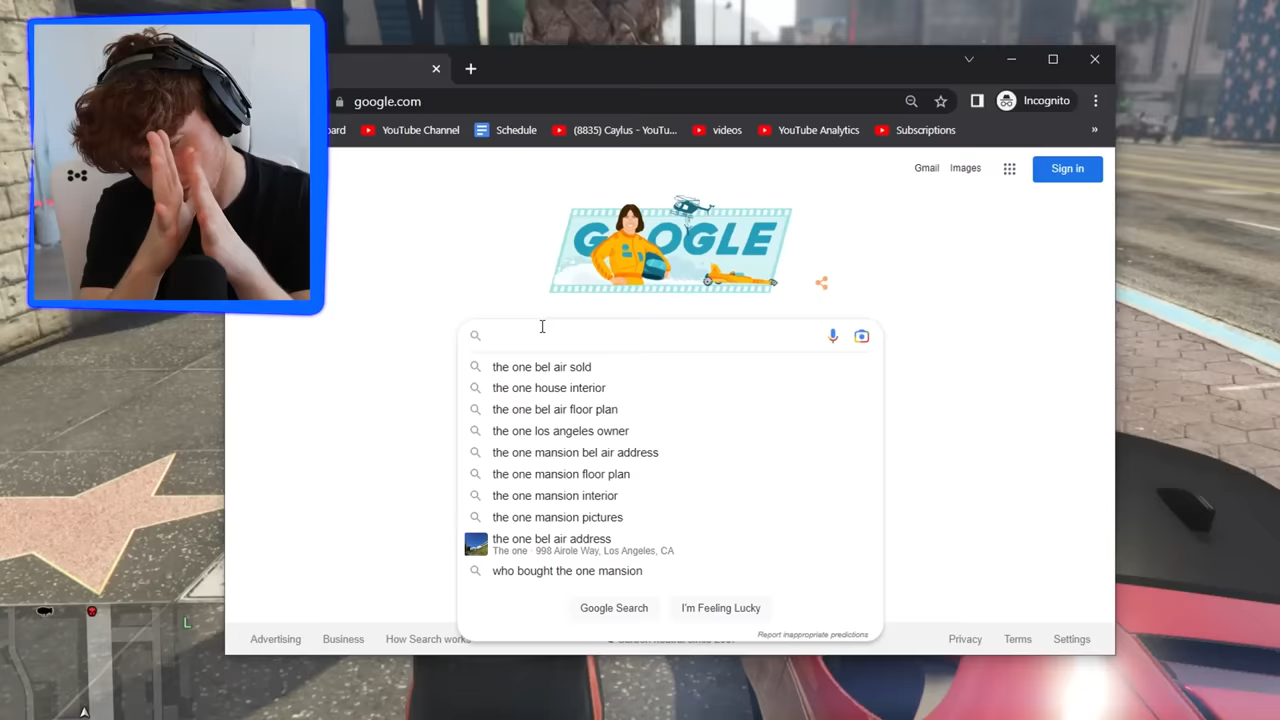 google.com
Incognito
ard
YouTube Channel
Schedule
(8835) Caylus - YouTu...
videos
YouTube Analytics
Subscriptions
»
Gmail
Images
Sign in
GOOGLE
the one bel air sold
the one house interior
the one bel air floor plan
the one los angeles owner
the one mansion bel air address
the one mansion floor plan
the one mansion interior
the one mansion pictures
the one bel air address
The one · 998 Airole Way, Los Angeles, CA
who bought the one mansion
Google Search
I'm Feeling Lucky
Report inappropriate predictions
Advertising
Business
How Search works
Privacy
Terms
Settings
L